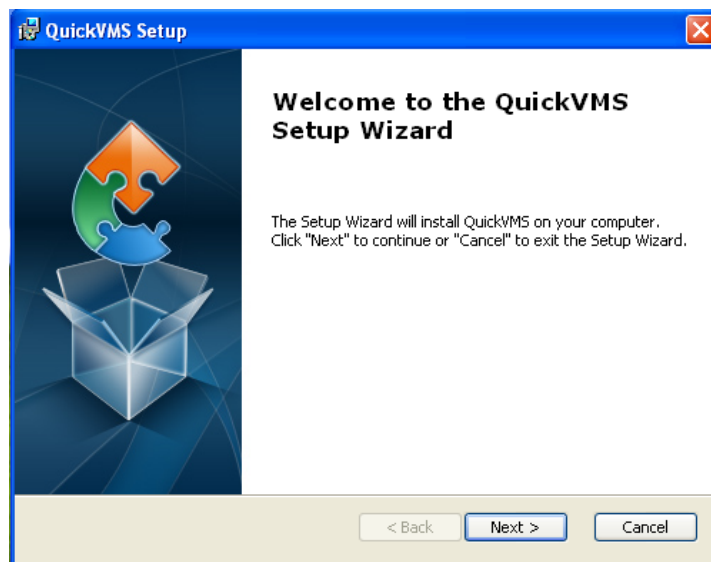 QuickVMS Setup
Welcome to the QuickVMS
Setup Wizard
The Setup Wizard will install QuickVMS on your computer.
Click "Next" to continue or "Cancel" to exit the Setup Wizard.
< Back Next > Cancel